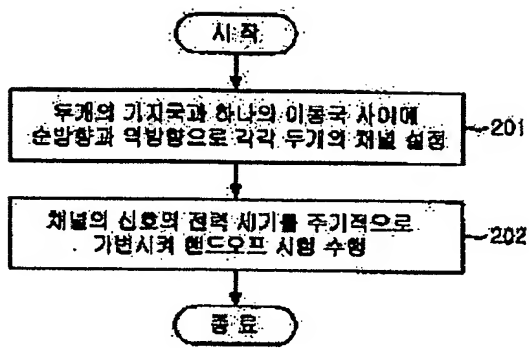 시 작
두개의 기지국과 하나의 이동국 사이에
순방향과 역방향으로 각각 두개의 채널 설정
201
채널의 신호의 전력 세기를 주기적으로
가변시켜 핸드오프 시험 수행
202
종 료